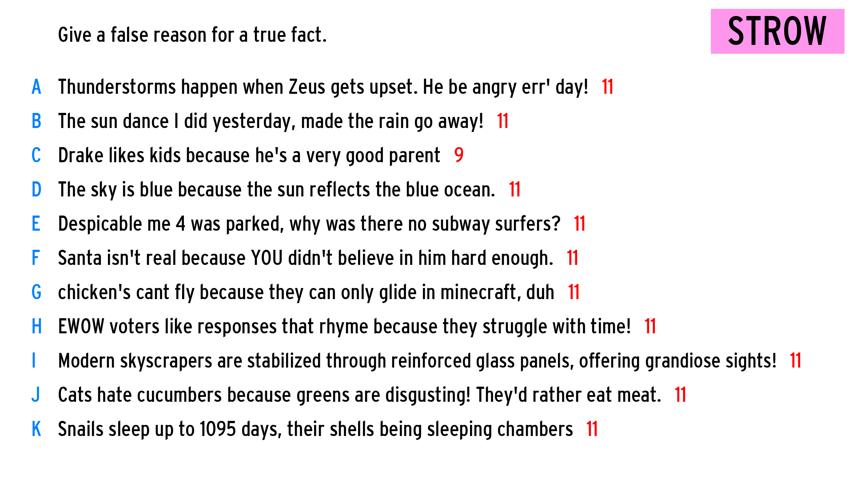 Give a false reason for a true fact.
STROW
A Thunderstorms happen when Zeus gets upset. He be angry err' day! 11
B The sun dance I did yesterday, made the rain go away! 11
C Drake likes kids because he's a very good parent 9
D The sky is blue because the sun reflects the blue ocean. 11
E Despicable me 4 was parked, why was there no subway surfers? 11
F Santa isn't real because YOU didn't believe in him hard enough. 11
G chicken's cant fly because they can only glide in minecraft, duh 11
H EWOW voters like responses that rhyme because they struggle with time! 11
I Modern skyscrapers are stabilized through reinforced glass panels, offering grandiose sights! 11
J Cats hate cucumbers because greens are disgusting! They'd rather eat meat. 11
K Snails sleep up to 1095 days, their shells being sleeping chambers 11